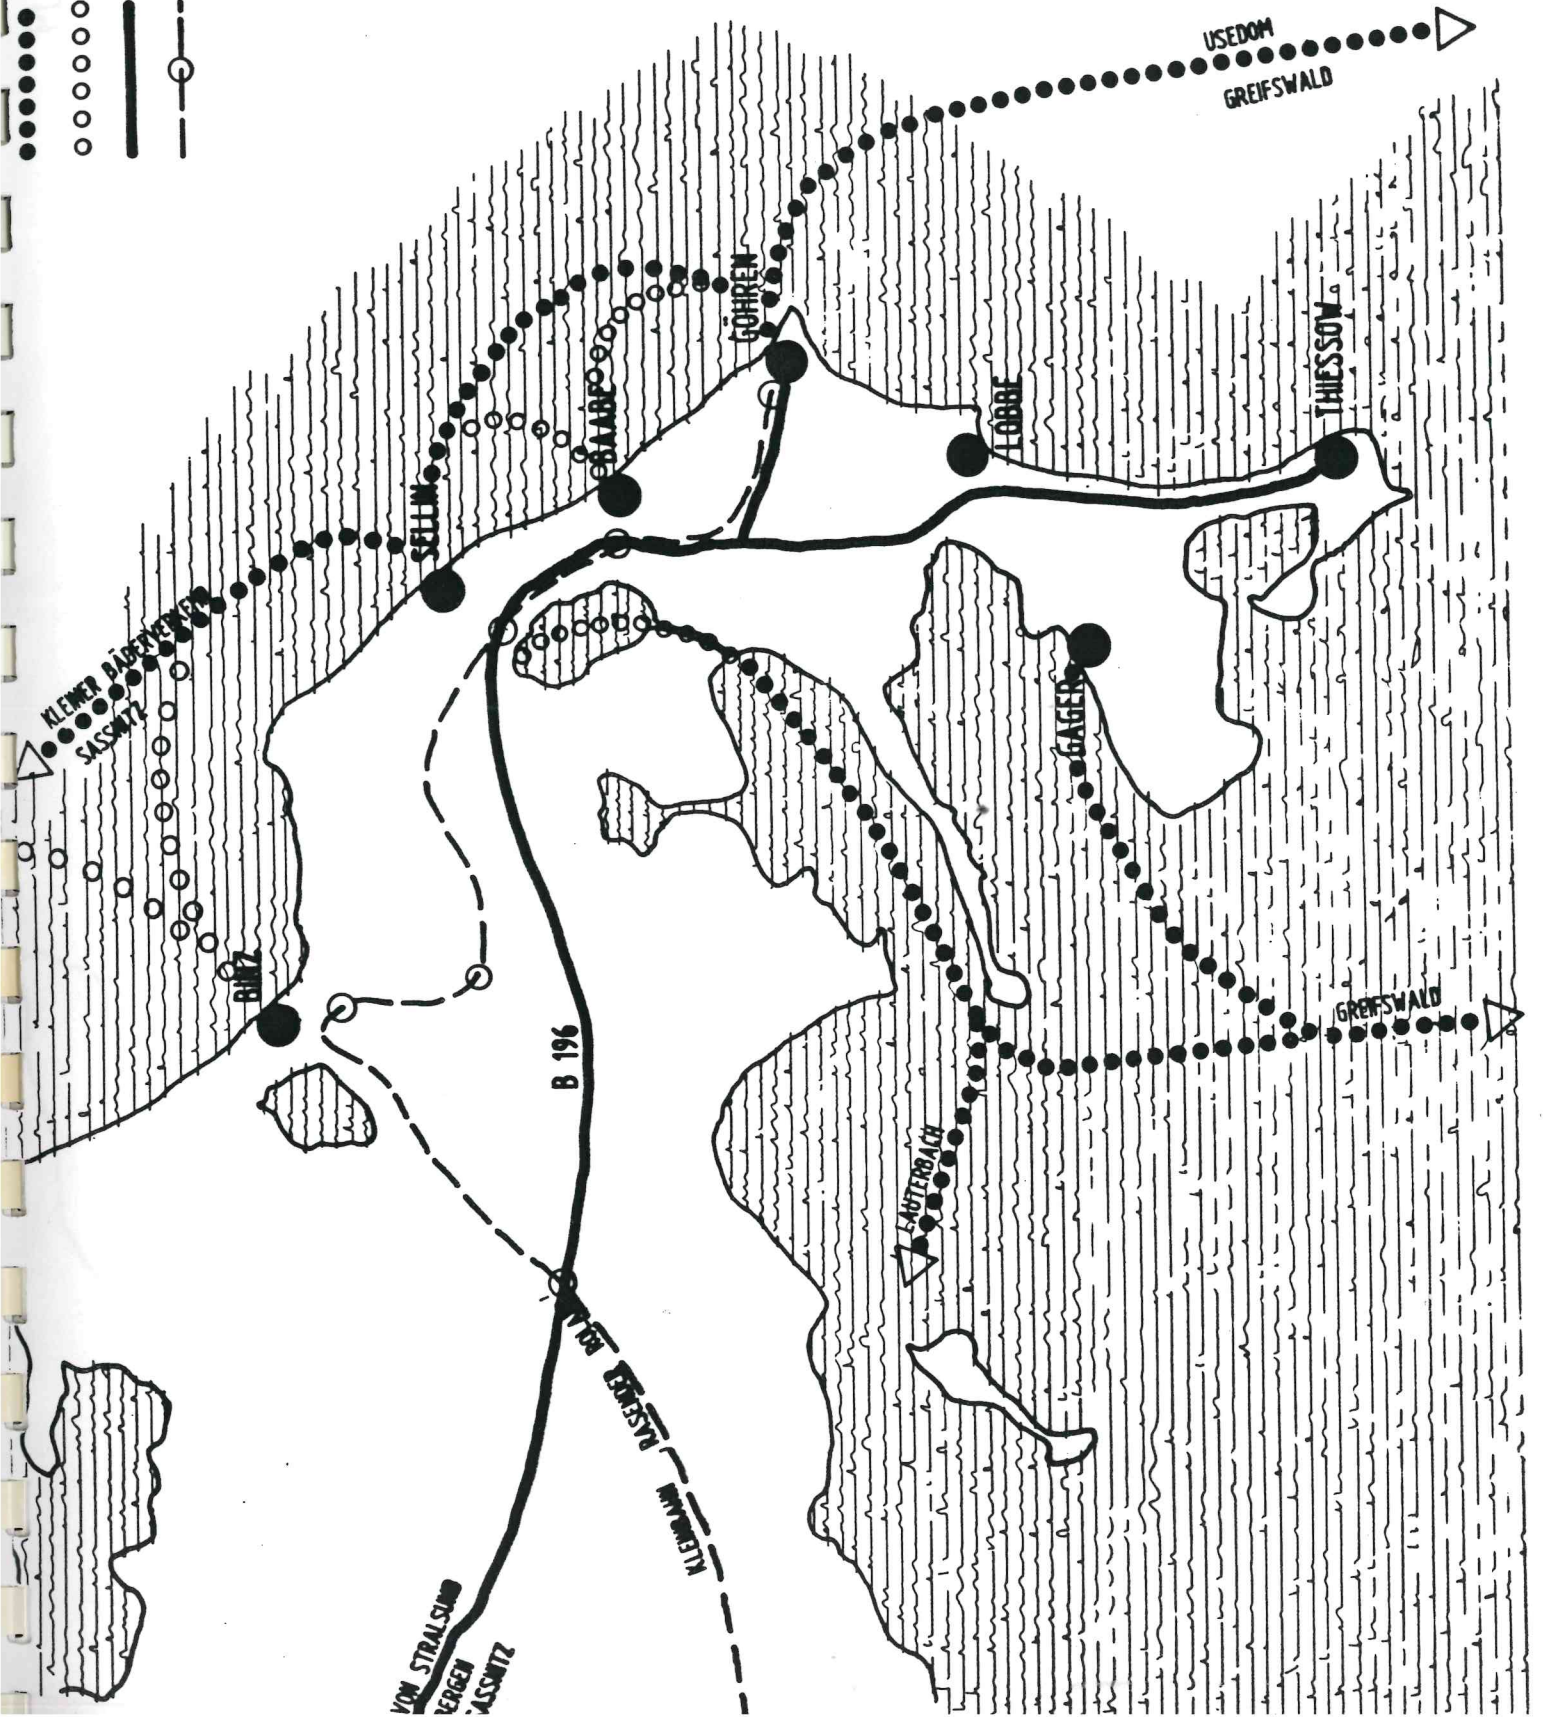 USEDOM
GREIFSWALD
GÖHREN
THIESSOW
LOBBE
BAABE
SELLIN
KLEINER BÄDERVERKEHR
SASSNITZ
GAGER
BINZ
GREIFSWALD
B 196
LAUTERBACH
KLEINBAHN RASENDER
VON STRALSUND
BERGEN
SASSNITZ